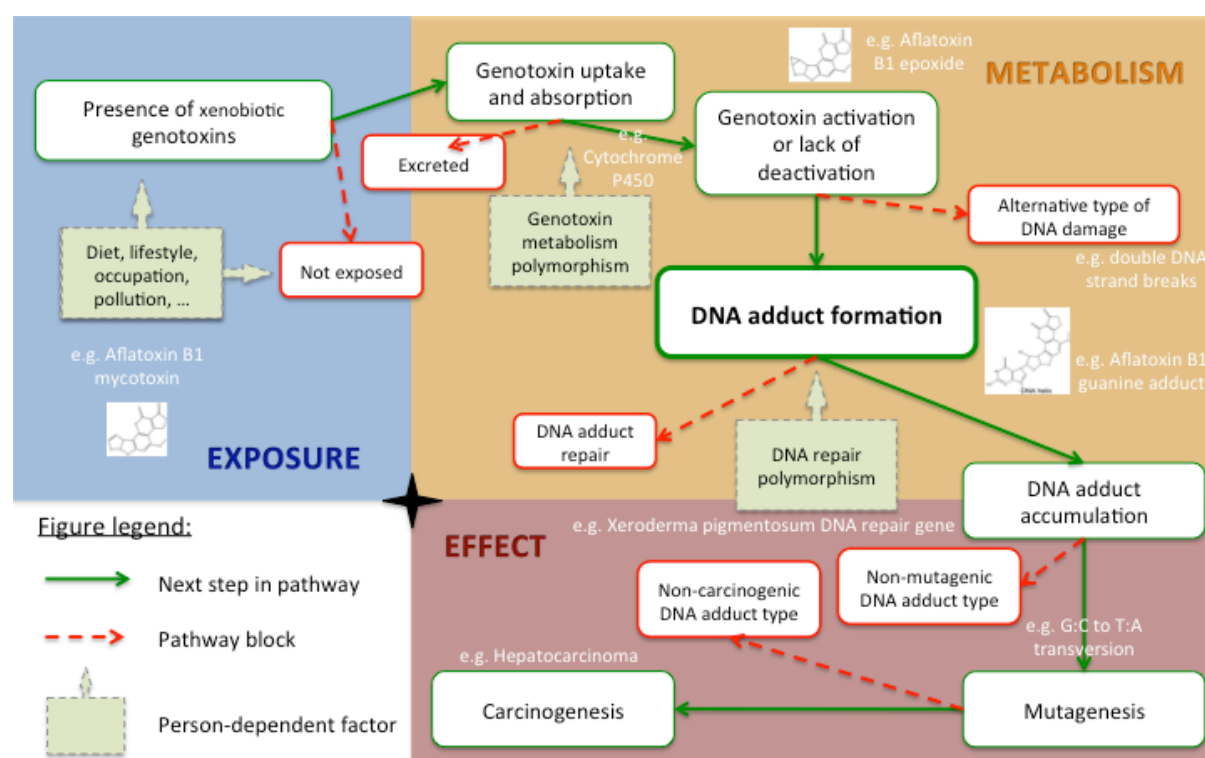 Presence of xenobiotic
genotoxins
Diet, lifestyle,
occupation,
pollution, ...
Not exposed
e.g. Aflatoxin B1
mycotoxin
EXPOSURE
Genotoxin uptake
and absorption
Excreted
e.g.
Cytochrome
P450
Genotoxin
metabolism
polymorphism
e.g. Aflatoxin
B1 epoxide
METABOLISM
Genotoxin activation
or lack of
deactivation
Alternative type of
DNA damage
e.g. double DNA
strand breaks
DNA adduct formation
DNA helix
e.g. Aflatoxin B1
guanine adduct
DNA adduct
repair
DNA repair
polymorphism
DNA adduct
accumulation
e.g. Xeroderma pigmentosum DNA repair gene
EFFECT
Non-carcinogenic
DNA adduct type
Non-mutagenic
DNA adduct type
e.g. G:C to T:A
transversion
e.g. Hepatocarcinoma
Carcinogenesis
Mutagenesis
Figure legend:
Next step in pathway
Pathway block
Person-dependent factor